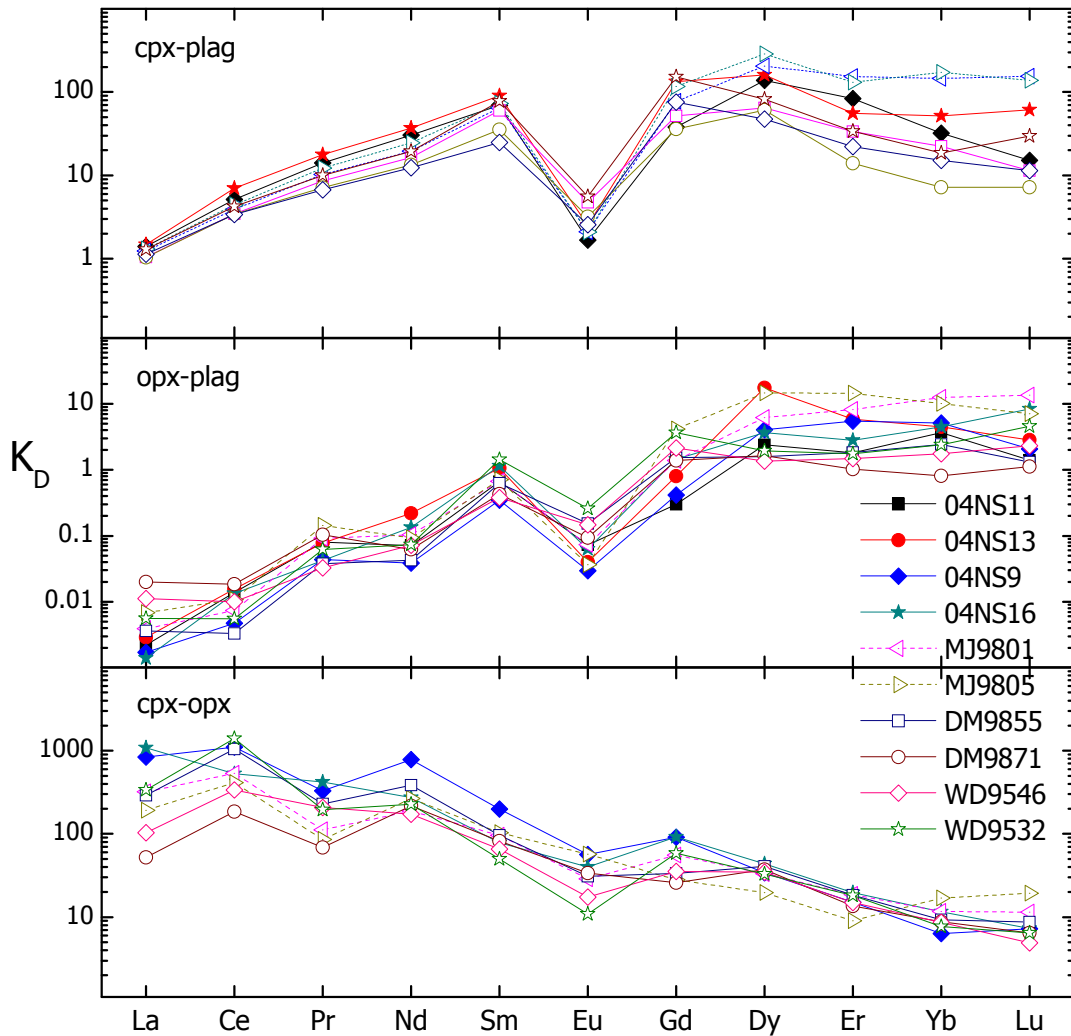 cpx-plag
100
10
1
opx-plag
10
1
0.1
0.01
K_D
04NS11
04NS13
04NS9
04NS16
MJ9801
MJ9805
DM9855
DM9871
WD9546
WD9532
cpx-opx
1000
100
10
La Ce Pr Nd Sm Eu Gd Dy Er Yb Lu